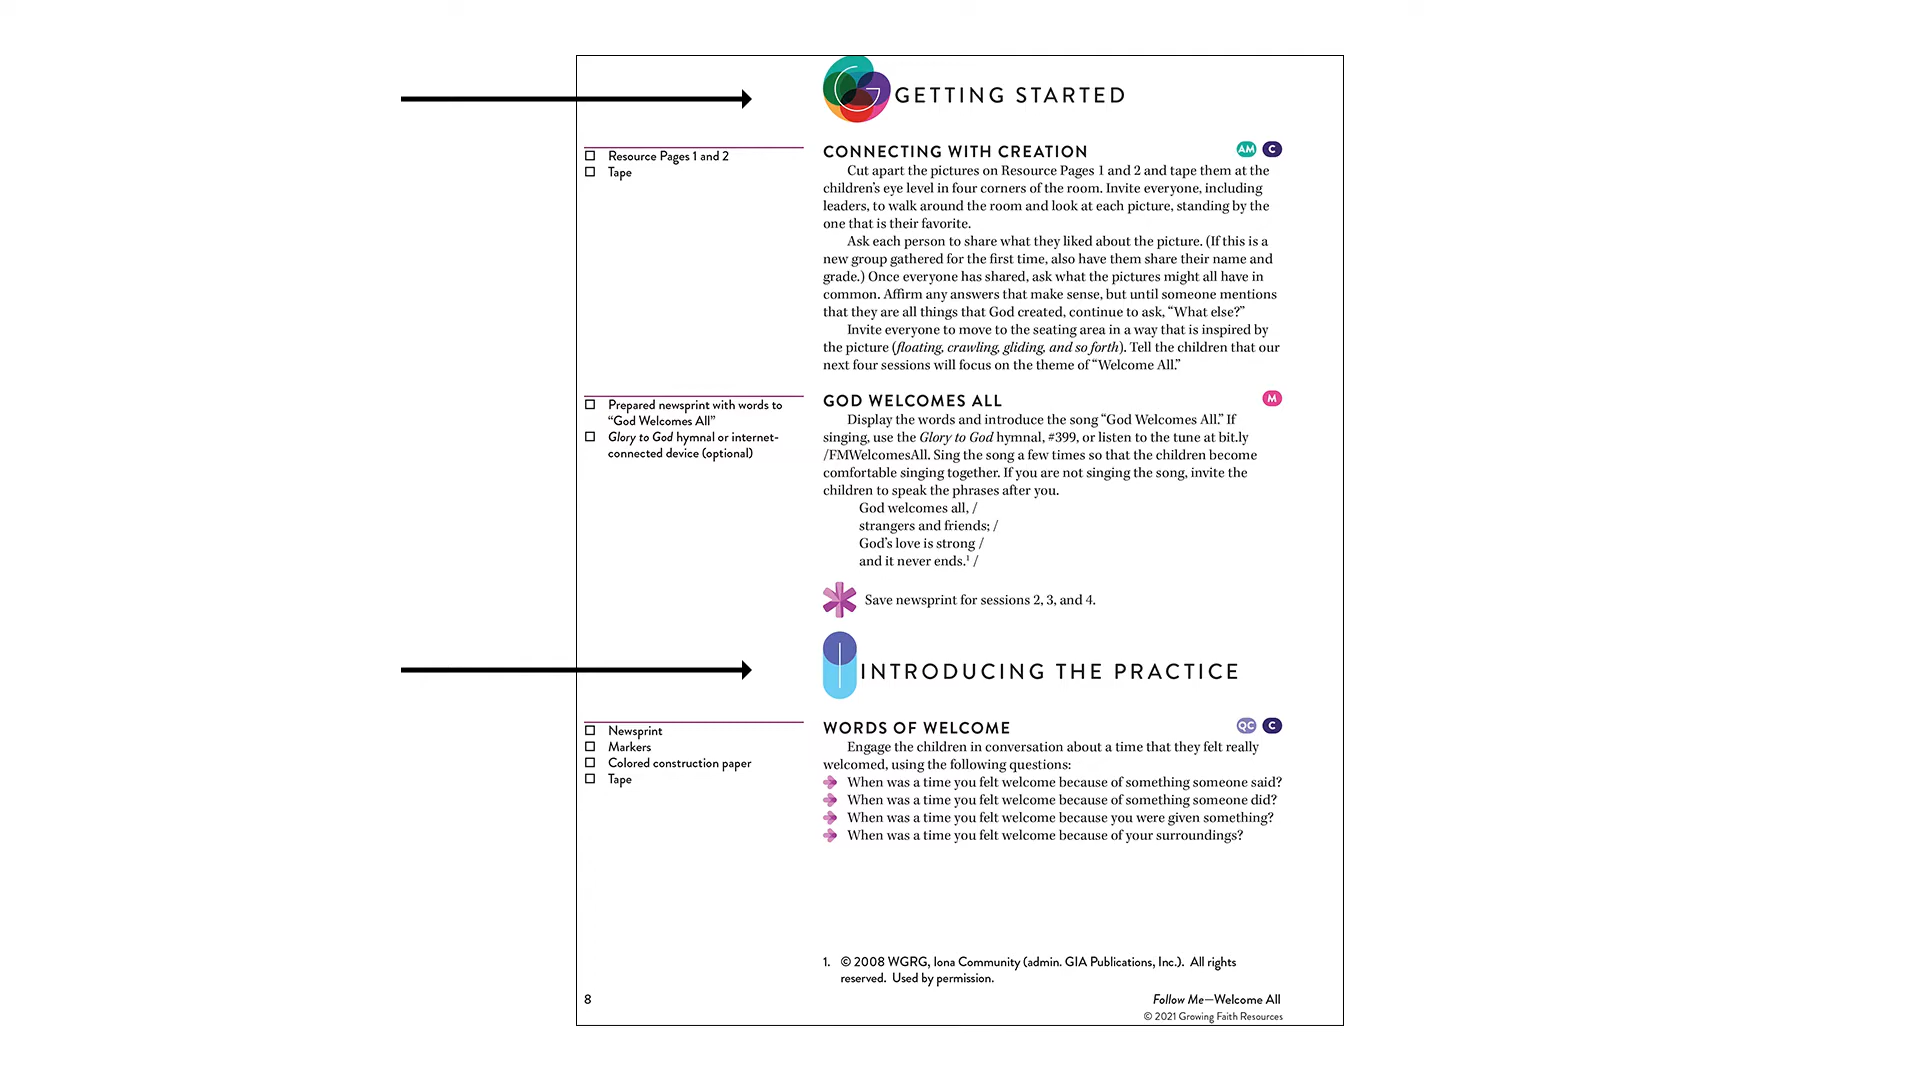 G GETTING STARTED
☐ Resource Pages 1 and 2
☐ Tape
CONNECTING WITH CREATION AM C
Cut apart the pictures on Resource Pages 1 and 2 and tape them at the
children’s eye level in four corners of the room. Invite everyone, including
leaders, to walk around the room and look at each picture, standing by the
one that is their favorite.
Ask each person to share what they liked about the picture. (If this is a
new group gathered for the first time, also have them share their name and
grade.) Once everyone has shared, ask what the pictures might all have in
common. Affirm any answers that make sense, but until someone mentions
that they are all things that God created, continue to ask, “What else?”
Invite everyone to move to the seating area in a way that is inspired by
the picture (floating, crawling, gliding, and so forth). Tell the children that our
next four sessions will focus on the theme of “Welcome All.”
☐ Prepared newsprint with words to
“God Welcomes All”
☐ Glory to God hymnal or internet-
connected device (optional)
GOD WELCOMES ALL M
Display the words and introduce the song “God Welcomes All.” If
singing, use the Glory to God hymnal, #399, or listen to the tune at bit.ly
/FMWelcomesAll. Sing the song a few times so that the children become
comfortable singing together. If you are not singing the song, invite the
children to speak the phrases after you.
God welcomes all, /
strangers and friends; /
God’s love is strong /
and it never ends.¹ /
Save newsprint for sessions 2, 3, and 4.
I INTRODUCING THE PRACTICE
☐ Newsprint
☐ Markers
☐ Colored construction paper
☐ Tape
WORDS OF WELCOME QC C
Engage the children in conversation about a time that they felt really
welcomed, using the following questions:
When was a time you felt welcome because of something someone said?
When was a time you felt welcome because of something someone did?
When was a time you felt welcome because you were given something?
When was a time you felt welcome because of your surroundings?
1. © 2008 WGRG, Iona Community (admin. GIA Publications, Inc.). All rights
reserved. Used by permission.
8
Follow Me—Welcome All
© 2021 Growing Faith Resources